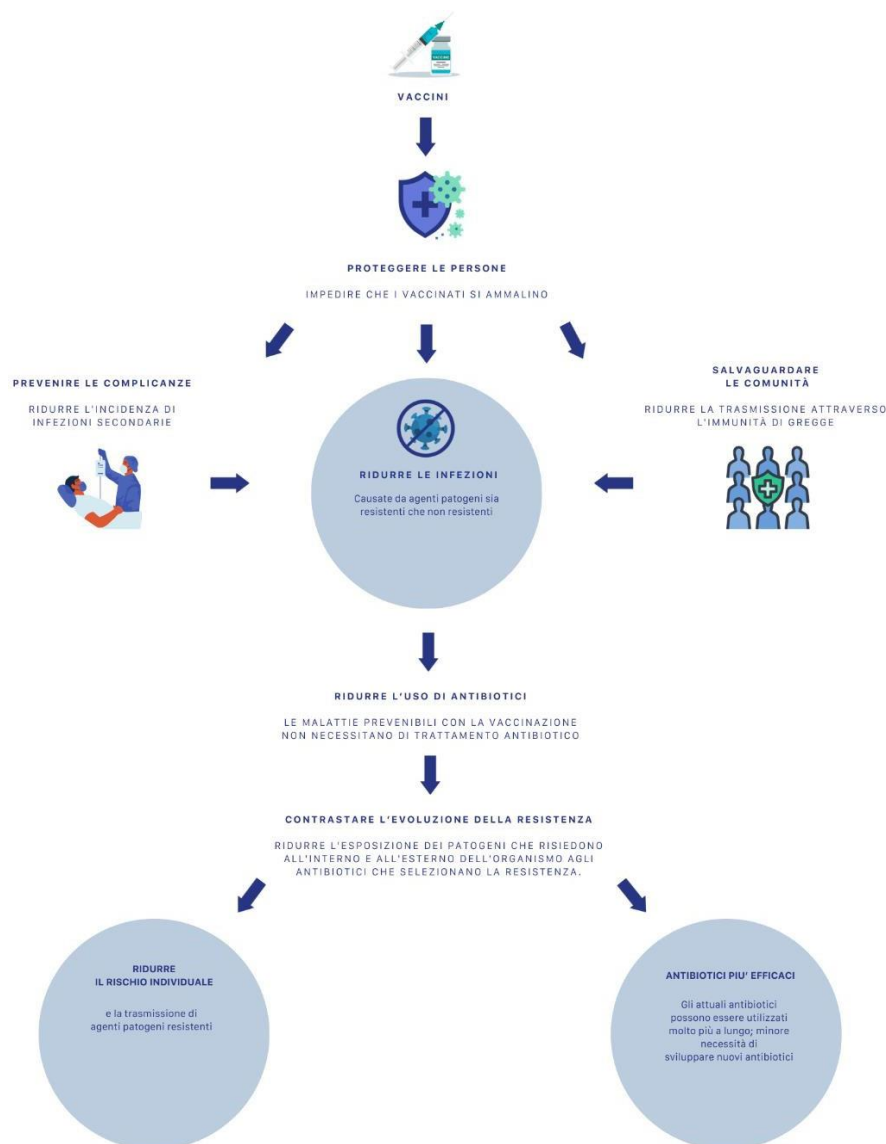 VACCINI
PROTEGGERE LE PERSONE
IMPEDIRE CHE I VACCINATI SI AMMALINO
PREVENIRE LE COMPLICANZE
RIDURRE L'INCIDENZA DI
INFEZIONI SECONDARIE
RIDURRE LE INFEZIONI
Causate da agenti patogeni sia
resistenti che non resistenti
SALVAGUARDARE
LE COMUNITÀ
RIDURRE LA TRASMISSIONE ATTRAVERSO
L'IMMUNITÀ DI GREGGE
RIDURRE L'USO DI ANTIBIOTICI
LE MALATTIE PREVENIBILI CON LA VACCINAZIONE
NON NECESSITANO DI TRATTAMENTO ANTIBIOTICO
CONTRASTARE L'EVOLUZIONE DELLA RESISTENZA
RIDURRE L'ESPOSIZIONE DEI PATOGENI CHE RISIEDONO
ALL'INTERNO E ALL'ESTERNO DELL'ORGANISMO AGLI
ANTIBIOTICI CHE SELEZIONANO LA RESISTENZA.
RIDURRE
IL RISCHIO INDIVIDUALE
e la trasmissione di
agenti patogeni resistenti
ANTIBIOTICI PIU' EFFICACI
Gli attuali antibiotici
possono essere utilizzati
molto più a lungo; minore
necessità di
sviluppare nuovi antibiotici